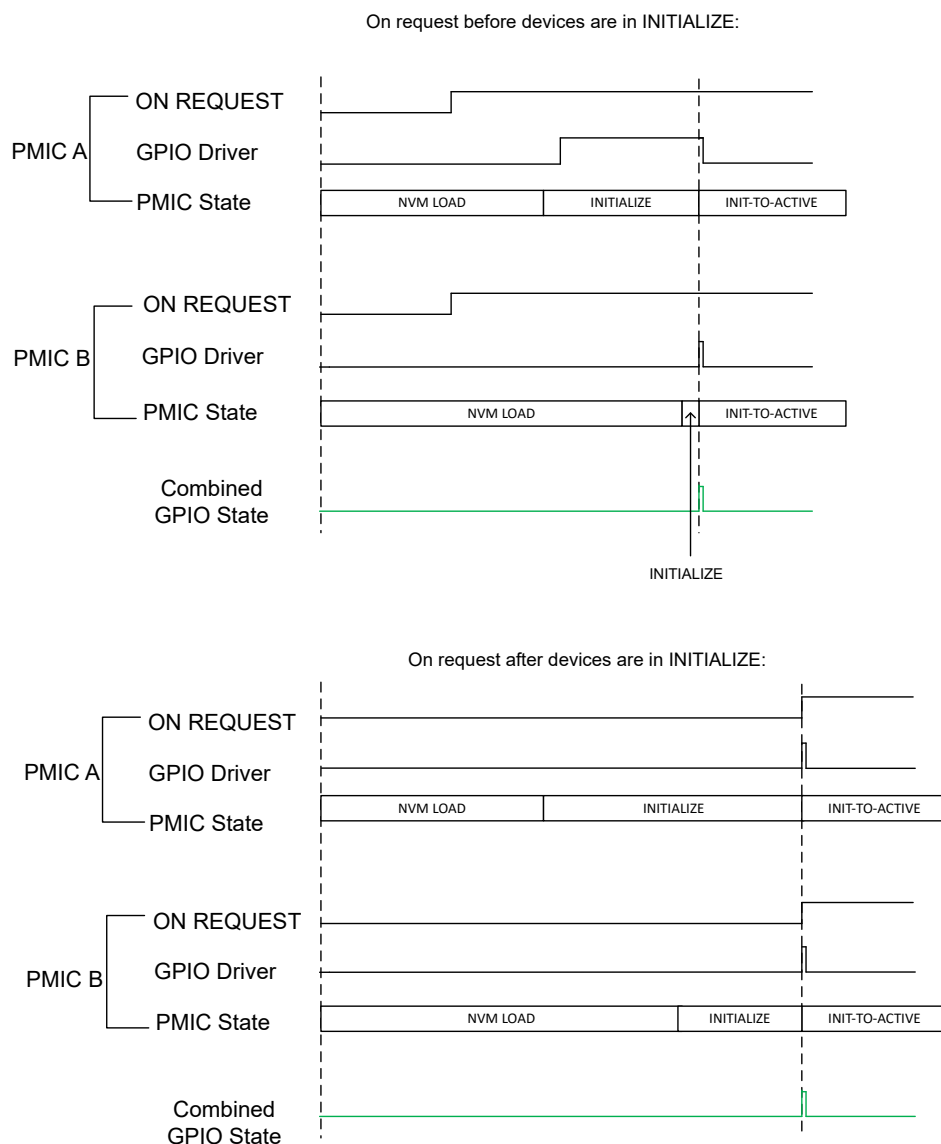 On request before devices are in INITIALIZE:
ON REQUEST
PMIC A
GPIO Driver
PMIC State
NVM LOAD
INITIALIZE
INIT-TO-ACTIVE
ON REQUEST
PMIC B
GPIO Driver
PMIC State
NVM LOAD
INIT-TO-ACTIVE
Combined
GPIO State
INITIALIZE
On request after devices are in INITIALIZE:
ON REQUEST
PMIC A
GPIO Driver
PMIC State
NVM LOAD
INITIALIZE
INIT-TO-ACTIVE
ON REQUEST
PMIC B
GPIO Driver
PMIC State
NVM LOAD
INITIALIZE
INIT-TO-ACTIVE
Combined
GPIO State